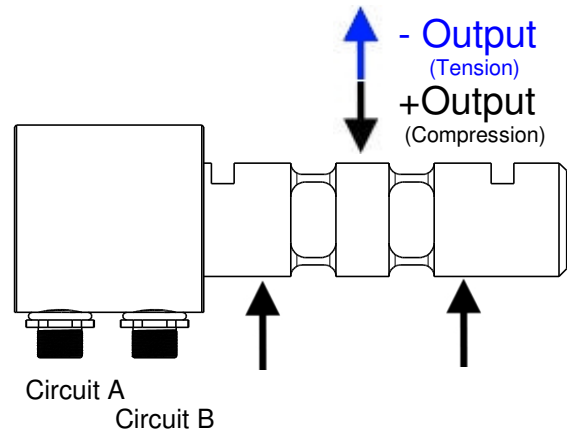 - Output
(Tension)
+Output
(Compression)
Circuit A
Circuit B